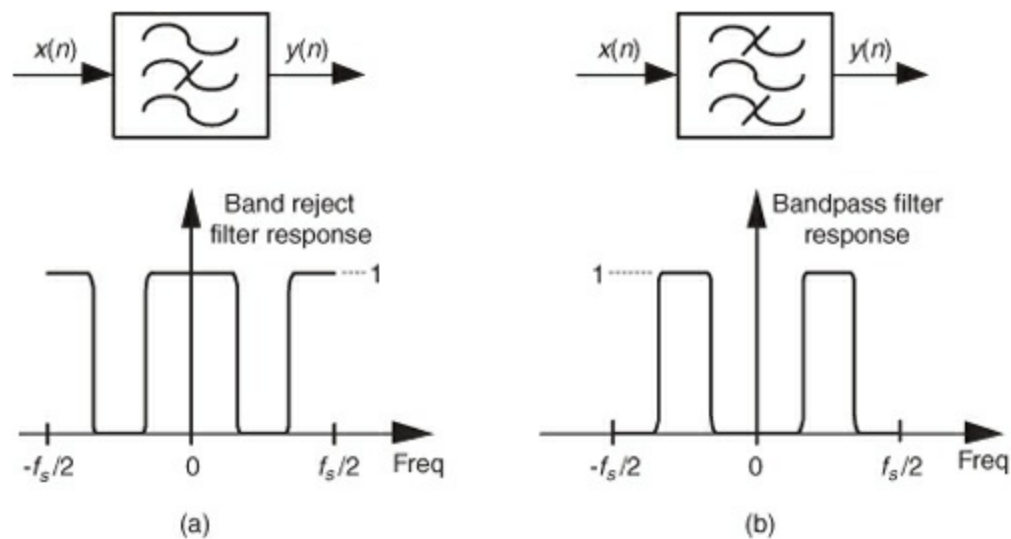 x(n)
y(n)
x(n)
y(n)
Band reject
filter response
1
-fs/2
0
fs/2
Freq
Bandpass filter
response
1
-fs/2
0
fs/2
Freq
(a)
(b)